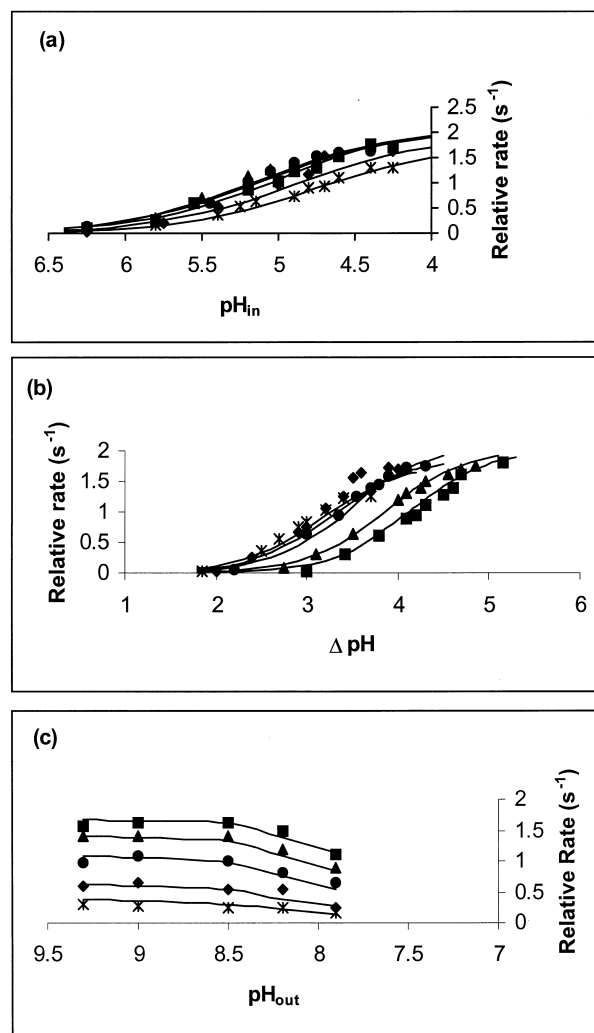 (a)
2.5
2
1.5
1
0.5
0
Relative rate (s⁻¹)
6.5 6 5.5 5 4.5 4
pHin
(b)
2
1.5
1
0.5
0
Relative rate (s⁻¹)
1 2 3 4 5 6
Δ pH
(c)
2
1.5
1
0.5
0
Relative Rate (s⁻¹)
9.5 9 8.5 8 7.5 7
pHout